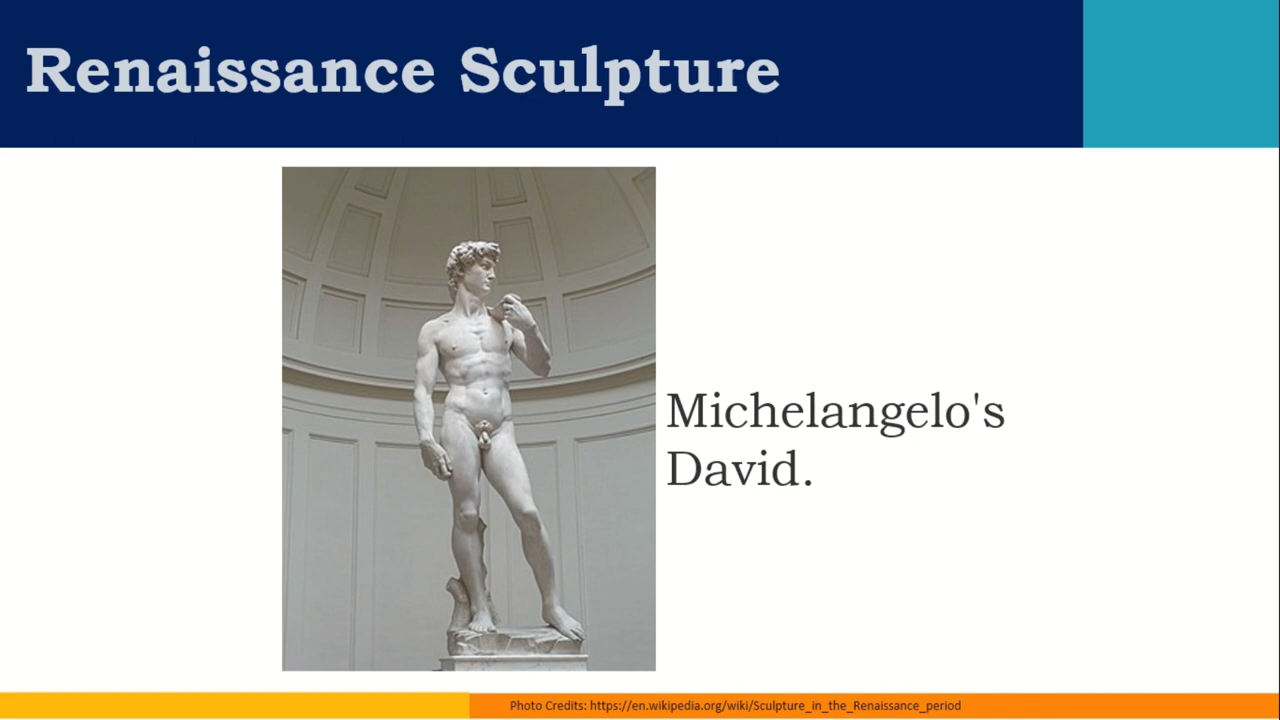 Renaissance Sculpture
Michelangelo's
David.
Photo Credits: https://en.wikipedia.org/wiki/Sculpture_in_the_Renaissance_period